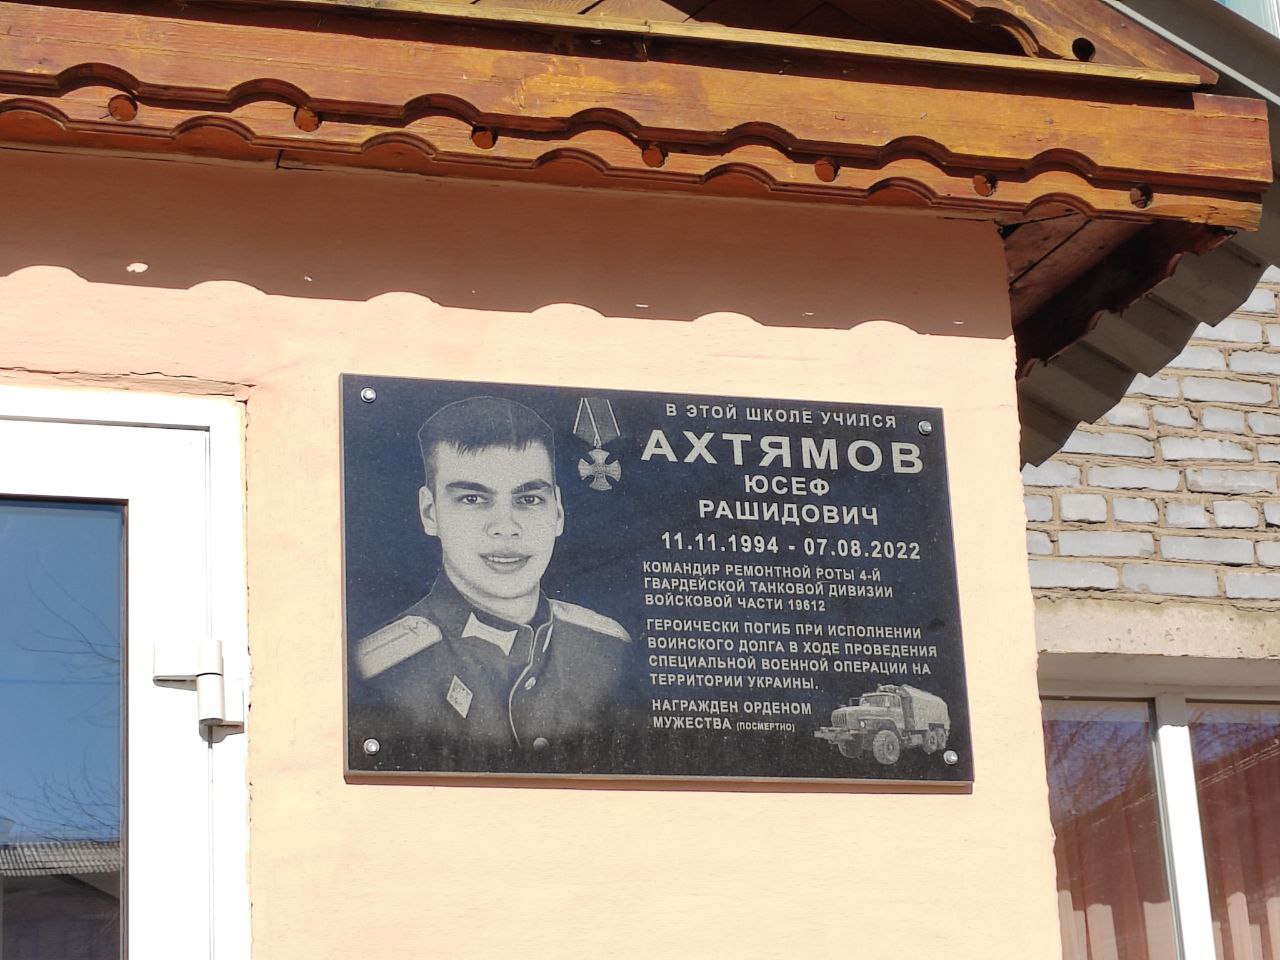 В ЭТОЙ ШКОЛЕ УЧИЛСЯ
АХТЯМОВ
ЮСЕФ
РАШИДОВИЧ
11.11.1994 - 07.08.2022
КОМАНДИР РЕМОНТНОЙ РОТЫ 4-Й
ГВАРДЕЙСКОЙ ТАНКОВОЙ ДИВИЗИИ
ВОЙСКОВОЙ ЧАСТИ 19612
ГЕРОИЧЕСКИ ПОГИБ ПРИ ИСПОЛНЕНИИ
ВОИНСКОГО ДОЛГА В ХОДЕ ПРОВЕДЕНИЯ
СПЕЦИАЛЬНОЙ ВОЕННОЙ ОПЕРАЦИИ НА
ТЕРРИТОРИИ УКРАИНЫ.
НАГРАЖДЕН ОРДЕНОМ
МУЖЕСТВА (ПОСМЕРТНО)